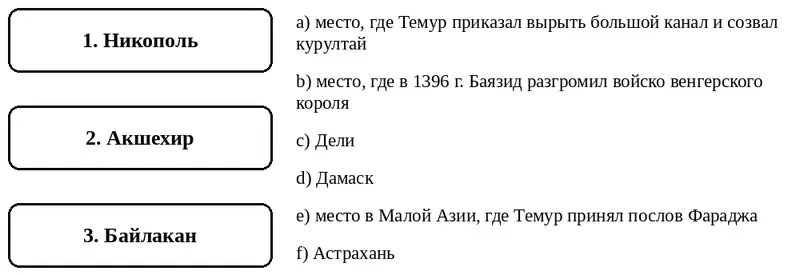 1. Никополь
2. Акшехир
3. Байлакан
a) место, где Темур приказал вырыть большой канал и созвал
курултай
b) место, где в 1396 г. Баязид разгромил войско венгерского
короля
c) Дели
d) Дамаск
e) место в Малой Азии, где Темур принял послов Фараджа
f) Астрахань